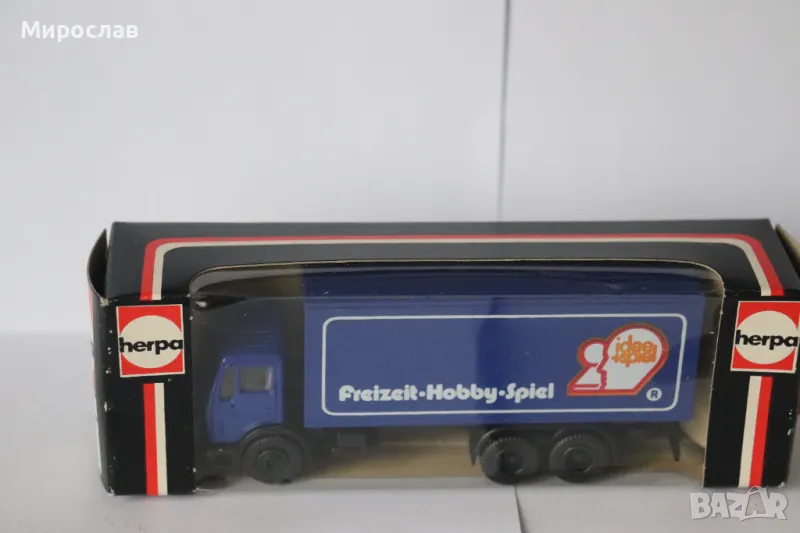 Мирослав
herpa
herpa
idee
+spiel
Freizeit•Hobby•Spiel
®
BAZAR